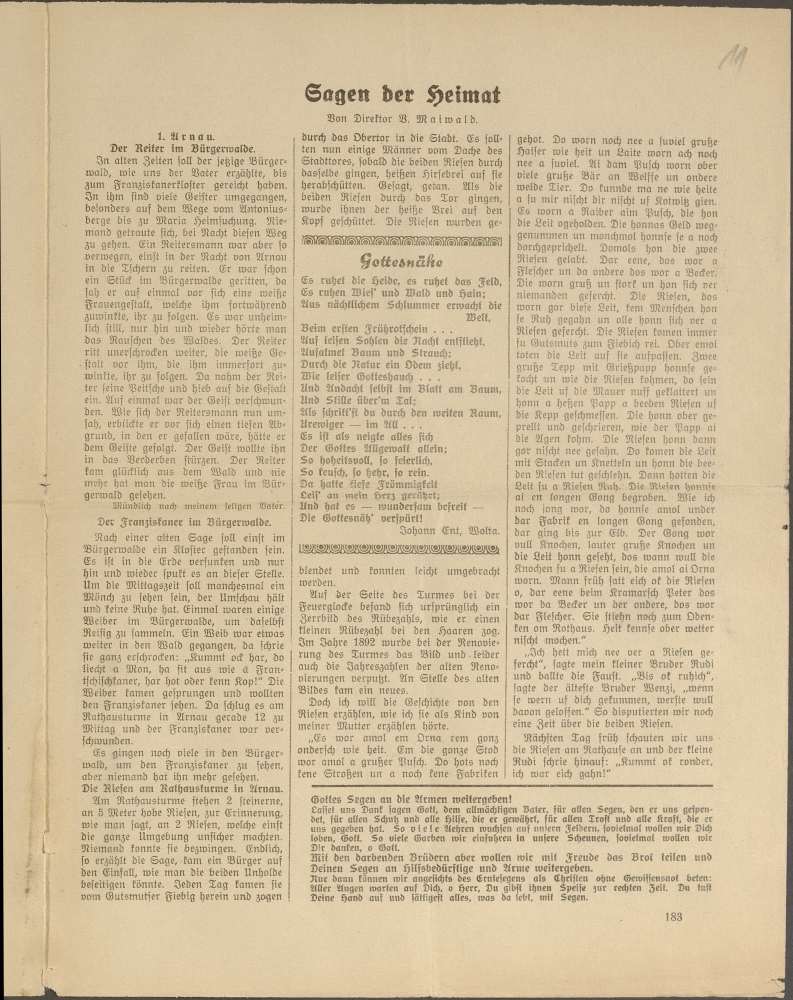 11
Sagen der Heimat
Von Direktor V. Maiwald.
1. Arnau.
Der Reiter im Bürgerwalde.
In alten Zeiten soll der jetzige Bürger-
wald, wie uns der Vater erzählte, bis
zum Franziskanerkloster gereicht haben.
In ihm sind viele Geister umgegangen,
besonders auf dem Wege vom Antonius-
berge bis zu Maria Heimsuchung. Nie-
mand getraute sich, bei Nacht diesen Weg
zu gehen. Ein Reitersmann war aber so
verwegen, einst in der Nacht von Arnau
in die Tschern zu reiten. Er war schon
ein Stück im Bürgerwalde geritten, da
sah er auf einmal vor sich eine weiße
Frauengestalt, welche ihm fortwährend
zuwinkte, ihr zu folgen. Es war unheim-
lich still, nur hin und wieder hörte man
das Rauschen des Waldes. Der Reiter
ritt unerschrocken weiter, die weiße Ge-
stalt vor ihm, die ihm immerfort zu-
winkte, ihr zu folgen. Da nahm der Rei-
ter seine Peitsche und hieb auf die Gestalt
ein. Auf einmal war der Geist verschwun-
den. Wie sich der Reitersmann nun um-
sah, erblickte er vor sich einen tiefen Ab-
grund, in den er gefallen wäre, hätte er
dem Geiste gefolgt. Der Geist wollte ihn
in das Verderben stürzen. Der Reiter
kam glücklich aus dem Wald und nie
mehr hat man die weiße Frau im Bür-
gerwald gesehen.
Mündlich nach meinem seligen Vater.
Der Franziskaner im Bürgerwalde.
Nach einer alten Sage soll einst im
Bürgerwalde ein Kloster gestanden sein.
Es ist in die Erde versunken und nur
hin und wieder spukt es an dieser Stelle.
Um die Mittagszeit soll manchesmal ein
Mönch zu sehen sein, der Umschau hält
und keine Ruhe hat. Einmal waren einige
Weiber im Bürgerwalde, um daselbst
Reisig zu sammeln. Ein Weib war etwas
weiter in den Wald gegangen, da schrie
sie ganz erschrocken: „Kummt ock har, do
liecht a Mon, ha sit aus wie a Fran-
tschischkaner, har hot oder kenn Kop!“ Die
Weiber kamen gesprungen und wollten
den Franziskaner sehen. Da schlug es am
Rathausturme in Arnau gerade 12 zu
Mittag und der Franziskaner war ver-
schwunden.
Es gingen noch viele in den Bürger-
wald, um den Franziskaner zu sehen,
aber niemand hat ihn mehr gesehen.
Die Riesen am Rathausturme in Arnau.
Am Rathausturme stehen 2 steinerne,
an 5 Meter hohe Riesen, zur Erinnerung,
wie man sagt, an 2 Riesen, welche einst
die ganze Umgebung unsicher machten.
Niemand konnte sie bezwingen. Endlich,
so erzählt die Sage, kam ein Bürger auf
den Einfall, wie man die beiden Unholde
beseitigen könnte. Jeden Tag kamen sie
vom Gutsmutser Fiebig herein und zogen
durch das Obertor in die Stadt. Es soll-
ten nun einige Männer vom Dache des
Stadttores, sobald die beiden Riesen durch
dasselbe gingen, heißen Hirsebrei auf sie
herabschütten. Gesagt, getan. Als die
beiden Riesen durch das Tor gingen,
wurde ihnen der heiße Brei auf den
Kopf geschüttet. Die Riesen wurden ge-
Gottesnähe
Es ruhet die Heide, es ruhet das Feld,
Es ruhen Wies' und Wald und Hain;
Aus nächtlichem Schlummer erwacht die
Welt,
Beim ersten Frührotschein . . .
Auf leisen Sohlen die Nacht entflieht.
Aufatmet Baum und Strauch;
Durch die Natur ein Odem zieht,
Wie leiser Gotteshauch . . .
Und Andacht selbst im Blatt am Baum,
Und Stille über'm Tal;
Als schritt'st du durch den weiten Raum,
Urewiger — im All . . .
Es ist als neigte alles sich
Der Gottes Allgewalt allein;
So hoheitsvoll, so feierlich,
So keusch, so hehr, so rein.
Da hatte diese Frömmigkeit
Leis' an mein Herz gerührt;
Und hat es — wundersam befreit —
Die Gottesnäh' verspürt!
Johann Ent, Wolta.
blendet und konnten leicht umgebracht
werden.
Auf der Seite des Turmes bei der
Feuerglocke befand sich ursprünglich ein
Zerrbild des Rübezahls, wie er einen
kleinen Rübezahl bei den Haaren zog.
Im Jahre 1892 wurde bei der Renovie-
rung des Turmes das Bild und leider
auch die Jahreszahlen der alten Reno-
vierungen verputzt. An Stelle des alten
Bildes kam ein neues.
Doch ich will die Geschichte von den
Riesen erzählen, wie ich sie als Kind von
meiner Mutter erzählen hörte.
„Es wor amol em Orna rem gonz
ondersch wie heit. Em die gonze Stod
wor amol a grußer Pusch. Do hots noch
kene Stroßen un a noch kene Fabriken
gehot. Do worn noch nee a suviel gruße
Haiser wie heit un Laite worn ach noch
nee a suviel. Ai dam Pusch worn ober
viele gruße Bär an Welfse un ondere
welde Tier. Do kunnde ma ne wie heite
a su mir nischt dir nischt uf Kotwitz gien.
Es worn a Raiber aim Pusch, die hon
die Leit ogeholden. Die honnas Geld weg-
genummen un monchmol honnse se a noch
dorchgeprischelt. Domols hon die zwee
Riesen gelabt. Dar eene, dos wor a
Flescher un da ondere dos wor a Becker.
Die worn gruß un stork un hon sich ver
niemanden geferrcht. Die Riesen, dos
worn gor biese Leit, kem Menschen hon
se Ruh gegahn un olle honn sich ver a
Riesen geferrcht. Die Riesen komen immer
fu Gutsmuts zum Fiebich rei. Ober emol
toten die Leit auf sie aufpassen. Zwee
gruße Tepp mit Grießpapp honnse ge-
kocht un wie die Riesen kohmen, do sein
die Leit uf die Mauer nuff geklattert un
honn a heßen Papp a beeden Riesen uf
die Kepp geschmessen. Die honn ober ge-
prellt und geschrieren, wie der Papp ai
die Agen kohm. Die Riesen honn dann
gor nischt nee gesahn. Do komen die Leit
mit Stacken un Knetteln un honn die bee-
den Riesen tut geschlehn. Dann hotten die
Leit fu a Riesen Ruh. Die Riesen honnse
ai en longen Gong begroben. Wie ich
noch jong wor, do honnse amol under
dar Fabrik en longen Gong gefonden,
dar ging bis zur Elb. Der Gong wor
vull Knochen, lauter gruße Knochen un
die Leit honn geseht, dos wann wull die
Knochen fu a Riesen sein, die amol ai Orna
worn. Monn früh satt eich ok die Riesen
o, dar eene beim Kramarsch Peter dos
wor da Becker un der ondere, dos wor
dar Flescher. Sie stiehn noch zum Oden-
ken om Rothaus. Heit kennse ober wetter
nischt mochen.“
„Ich hett mich nee ver a Riesen ge-
fercht“, sagte mein kleiner Bruder Rudi
und ballte die Faust. „Bis ok ruhich“,
sagte der älteste Bruder Wenzi, „wenn
se wern uf dich gekummen, werste wull
davon geloffen.“ So disputierten wir noch
eine Zeit über die beiden Riesen.
Nächsten Tag früh schauten wir uns
die Riesen am Rathause an und der kleine
Rudi schrie hinauf: „Kummt ok ronder,
ich war eich gahn!“
Gottes Segen an die Armen weitergeben!
Lasset uns Dank sagen Gott, dem allmächtigen Vater, für allen Segen, den er uns gespen-
det, für allen Schutz und alle Hilfe, die er gewährt, für allen Trost und alle Kraft, die er
uns gegeben hat. So viele Aehren wuchsen auf unsern Feldern, sovielmal wollen wir Dich
loben, Gott. So viele Garben wir einfuhren in unsere Scheunen, sovielmal wollen wir
Dir danken, o Gott.
Mit den darbenden Brüdern aber wollen wir mit Freude das Brot teilen und
Deinen Segen an Hilfsbedürftige und Arme weitergeben.
Nur dann können wir angesichts des Erntesegens als Christen ohne Gewissensnot beten:
Aller Augen warten auf Dich, o Herr, Du gibst ihnen Speise zur rechten Zeit. Du tust
Deine Hand auf und sättigest alles, was da lebt, mit Segen.
183